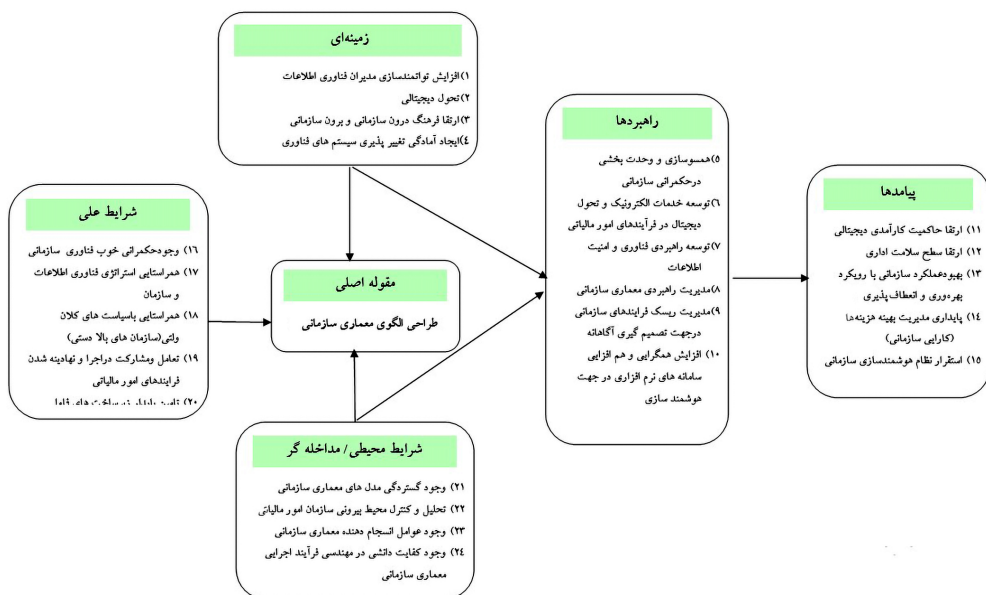 زمینه‌ای
۱)افزایش توانمندسازی مدیران فناوری اطلاعات
۲)تحول دیجیتالی
۳)ارتقا فرهنگ درون سازمانی و برون سازمانی
۴)ایجاد آمادگی تغییر پذیری سیستم های فناوری
شرایط علی
۱۶) وجودحکمرانی خوب فناوری سازمانی
۱۷) همراستایی استراتژی فناوری اطلاعات
و سازمان
۱۸) همراستایی باسیاست های کلان
ولتی(سازمان های بالا دستی)
۱۹) تعامل ومشارکت دراجرا و نهادینه شدن
فرایندهای امور مالیاتی
۲۰) تامین پایدار زیرساخت های فاوا
مقوله اصلی
طراحی الگوی معماری سازمانی
شرایط محیطی/ مداخله گر
۲۱) وجود گستردگی مدل های معماری سازمانی
۲۲) تحلیل و کنترل محیط بیرونی سازمان امور مالیاتی
۲۳) وجود عوامل انسجام دهنده معماری سازمانی
۲۴) وجود کفایت دانشی در مهندسی فرآیند اجرایی
معماری سازمانی
راهبردها
۵)همسوسازی و وحدت بخشی
درحکمرانی سازمانی
۶)توسعه خدمات الکترونیک و تحول
دیجیتال در فرآیندهای امور مالیاتی
۷)توسعه راهبردی فناوری و امنیت
اطلاعات
۸)مدیریت راهبردی معماری سازمانی
۹)مدیریت ریسک فرایندهای سازمانی
درجهت تصمیم گیری آگاهانه
۱۰) افزایش همگرایی و هم افزایی
سامانه های نرم افزاری در جهت
هوشمند سازی
پیامدها
۱۱) ارتقا حاکمیت کارآمدی دیجیتالی
۱۲) ارتقا سطح سلامت اداری
۱۳) بهبودعملکرد سازمانی با رویکرد
بهره‌وری و انعطاف‌پذیری
۱۴) پایداری مدیریت بهینه هزینه‌ها
(کارایی سازمانی)
۱۵) استقرار نظام هوشمندسازی سازمانی